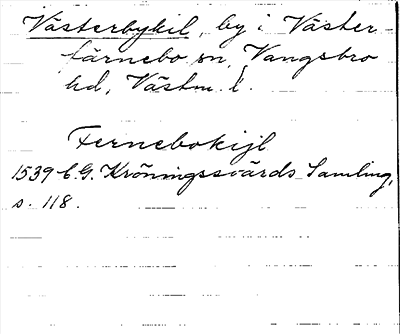 Västerbykil, by i Väster-
färnebo sn, Vangsbro
hd, Västm. l.
Fernebokijl
1539 C.G. Kröningssvärds Samling,
s. 118.